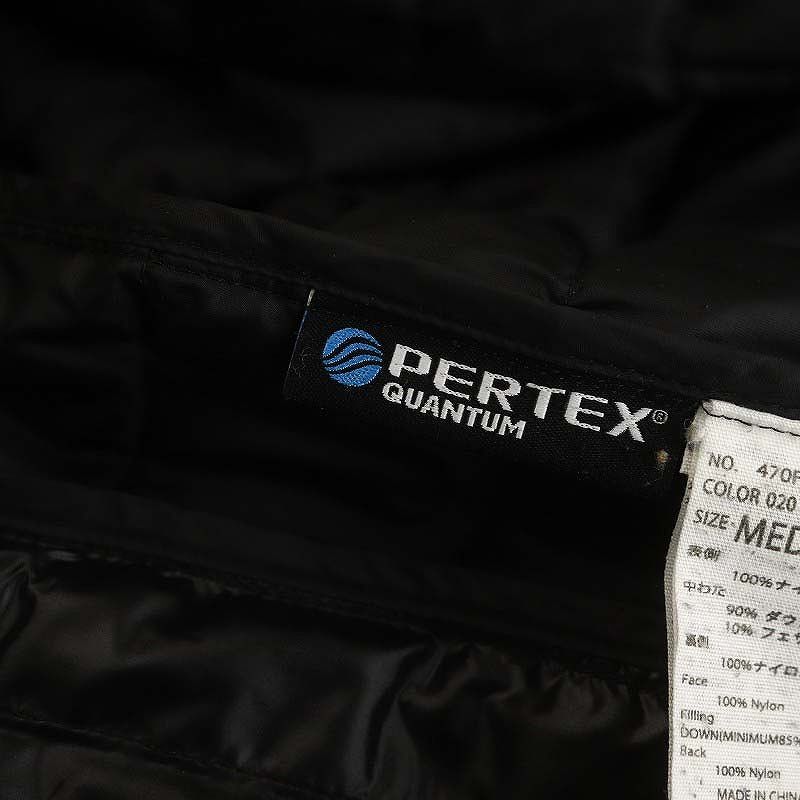 PERTEX®
QUANTUM
NO. 470F
COLOR 020
SIZE MED
表側
100%ナイ
中わた
90% ダウ
10% フェ
裏側
100%ナイロ
Face
100% Nylon
Filling
DOWN(MINIMUM85%
Back
100% Nylon
MADE IN CHINA